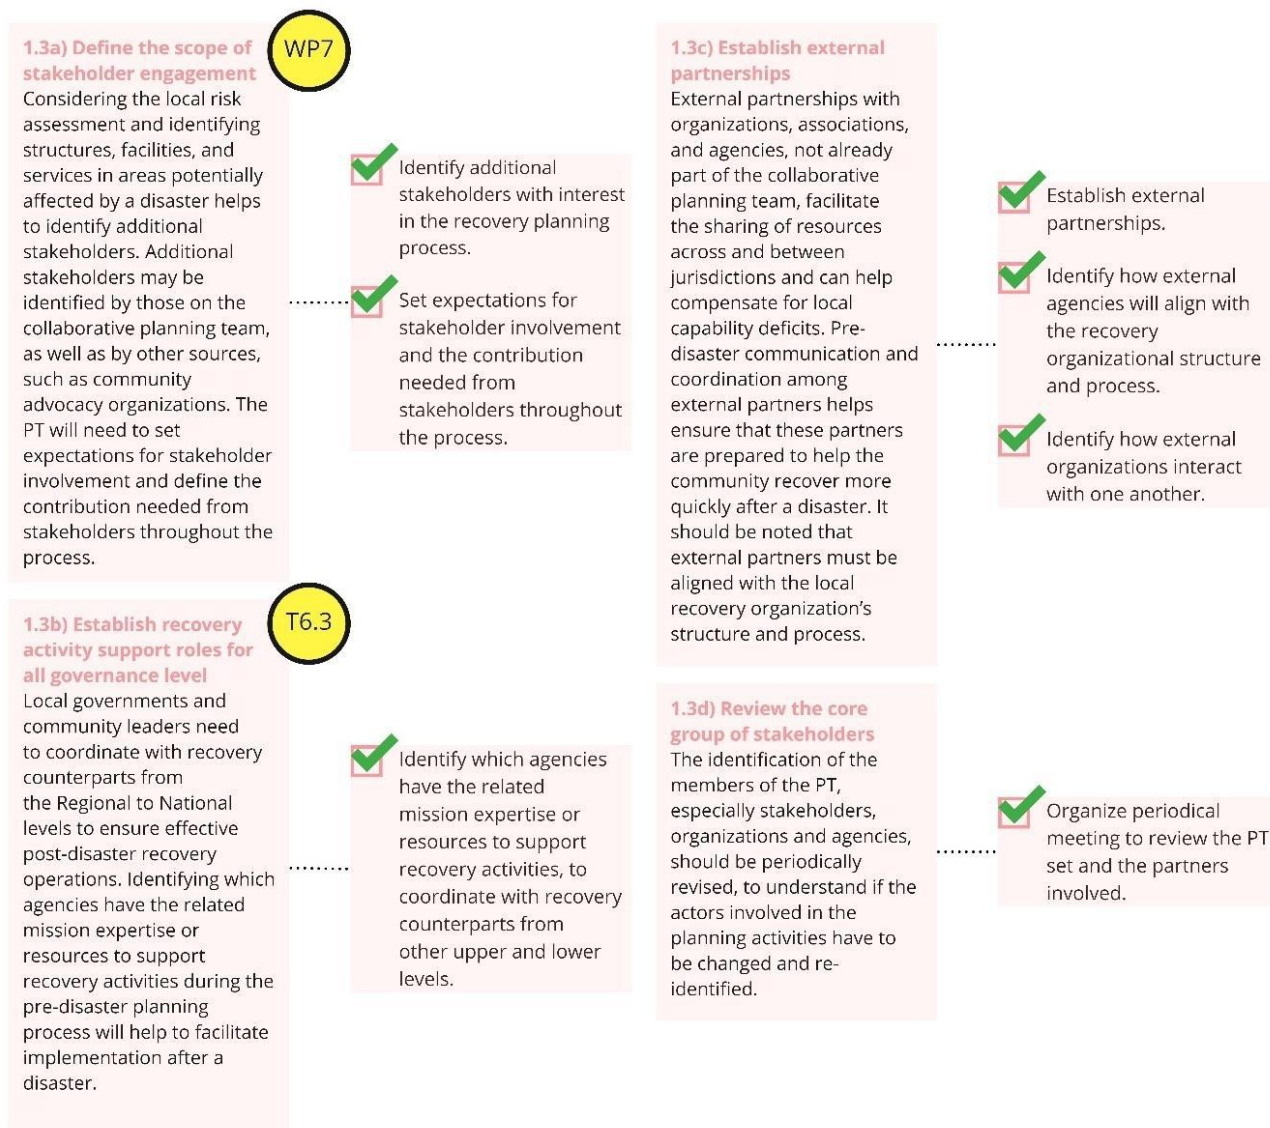 1.3a) Define the scope of
stakeholder engagement
WP7
Considering the local risk
assessment and identifying
structures, facilities, and
services in areas potentially
affected by a disaster helps
to identify additional
stakeholders. Additional
stakeholders may be
identified by those on the
collaborative planning team,
as well as by other sources,
such as community
advocacy organizations. The
PT will need to set
expectations for stakeholder
involvement and define the
contribution needed from
stakeholders throughout the
process.
Identify additional
stakeholders with interest
in the recovery planning
process.
Set expectations for
stakeholder involvement
and the contribution
needed from
stakeholders throughout
the process.
1.3b) Establish recovery
activity support roles for
all governance level
T6.3
Local governments and
community leaders need
to coordinate with recovery
counterparts from
the Regional to National
levels to ensure effective
post-disaster recovery
operations. Identifying which
agencies have the related
mission expertise or
resources to support
recovery activities during the
pre-disaster planning
process will help to facilitate
implementation after a
disaster.
Identify which agencies
have the related
mission expertise or
resources to support
recovery activities, to
coordinate with recovery
counterparts from
other upper and lower
levels.
1.3c) Establish external
partnerships
External partnerships with
organizations, associations,
and agencies, not already
part of the collaborative
planning team, facilitate
the sharing of resources
across and between
jurisdictions and can help
compensate for local
capability deficits. Pre-
disaster communication and
coordination among
external partners helps
ensure that these partners
are prepared to help the
community recover more
quickly after a disaster. It
should be noted that
external partners must be
aligned with the local
recovery organization's
structure and process.
Establish external
partnerships.
Identify how external
agencies will align with
the recovery
organizational structure
and process.
Identify how external
organizations interact
with one another.
1.3d) Review the core
group of stakeholders
The identification of the
members of the PT,
especially stakeholders,
organizations and agencies,
should be periodically
revised, to understand if the
actors involved in the
planning activities have to
be changed and re-
identified.
Organize periodical
meeting to review the PT
set and the partners
involved.